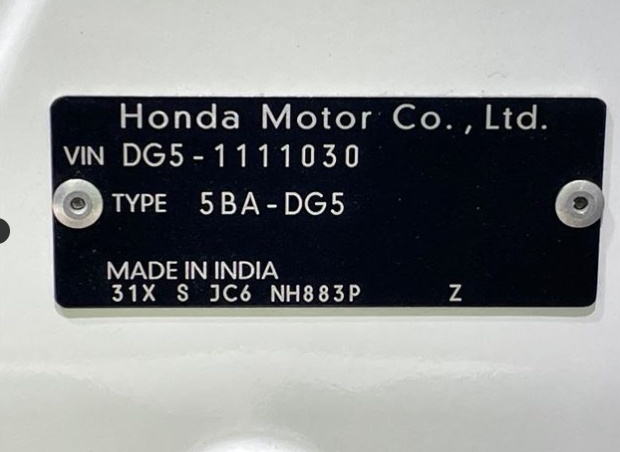 Honda Motor Co., Ltd.
VIN DG5-1111030
TYPE 5BA-DG5
MADE IN INDIA
31X S JC6 NH883P Z